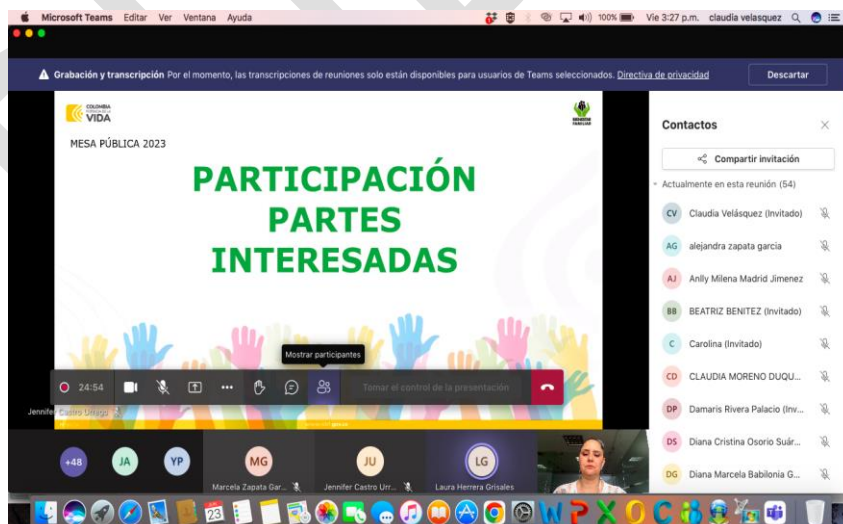 Microsoft Teams Editar Ver Ventana Ayuda 100% Vie 3:27 p.m. claudia velasquez
Grabación y transcripción Por el momento, las transcripciones de reuniones solo están disponibles para usuarios de Teams seleccionados. Directiva de privacidad Descartar
COLOMBIA
VIDA
BIENESTAR
FAMILIAR
MESA PÚBLICA 2023
PARTICIPACIÓN
PARTES
INTERESADAS
Mostrar participantes
24:54 Tomar el control de la presentación
Jennifer Castro Urrego
+48 JA YP MG JU LG
Marcela Zapata Gar... Jennifer Castro Urr... Laura Herrera Grisales
Contactos
Compartir invitación
Actualmente en esta reunión (54)
CV Claudia Velásquez (Invitado)
AG alejandra zapata garcia
AJ Anlly Milena Madrid Jimenez
BB BEATRIZ BENITEZ (Invitado)
C Carolina (Invitado)
CD CLAUDIA MORENO DUQU...
DP Damaris Rivera Palacio (Inv...
DS Diana Cristina Osorio Suár...
DG Diana Marcela Babilonia G...
23